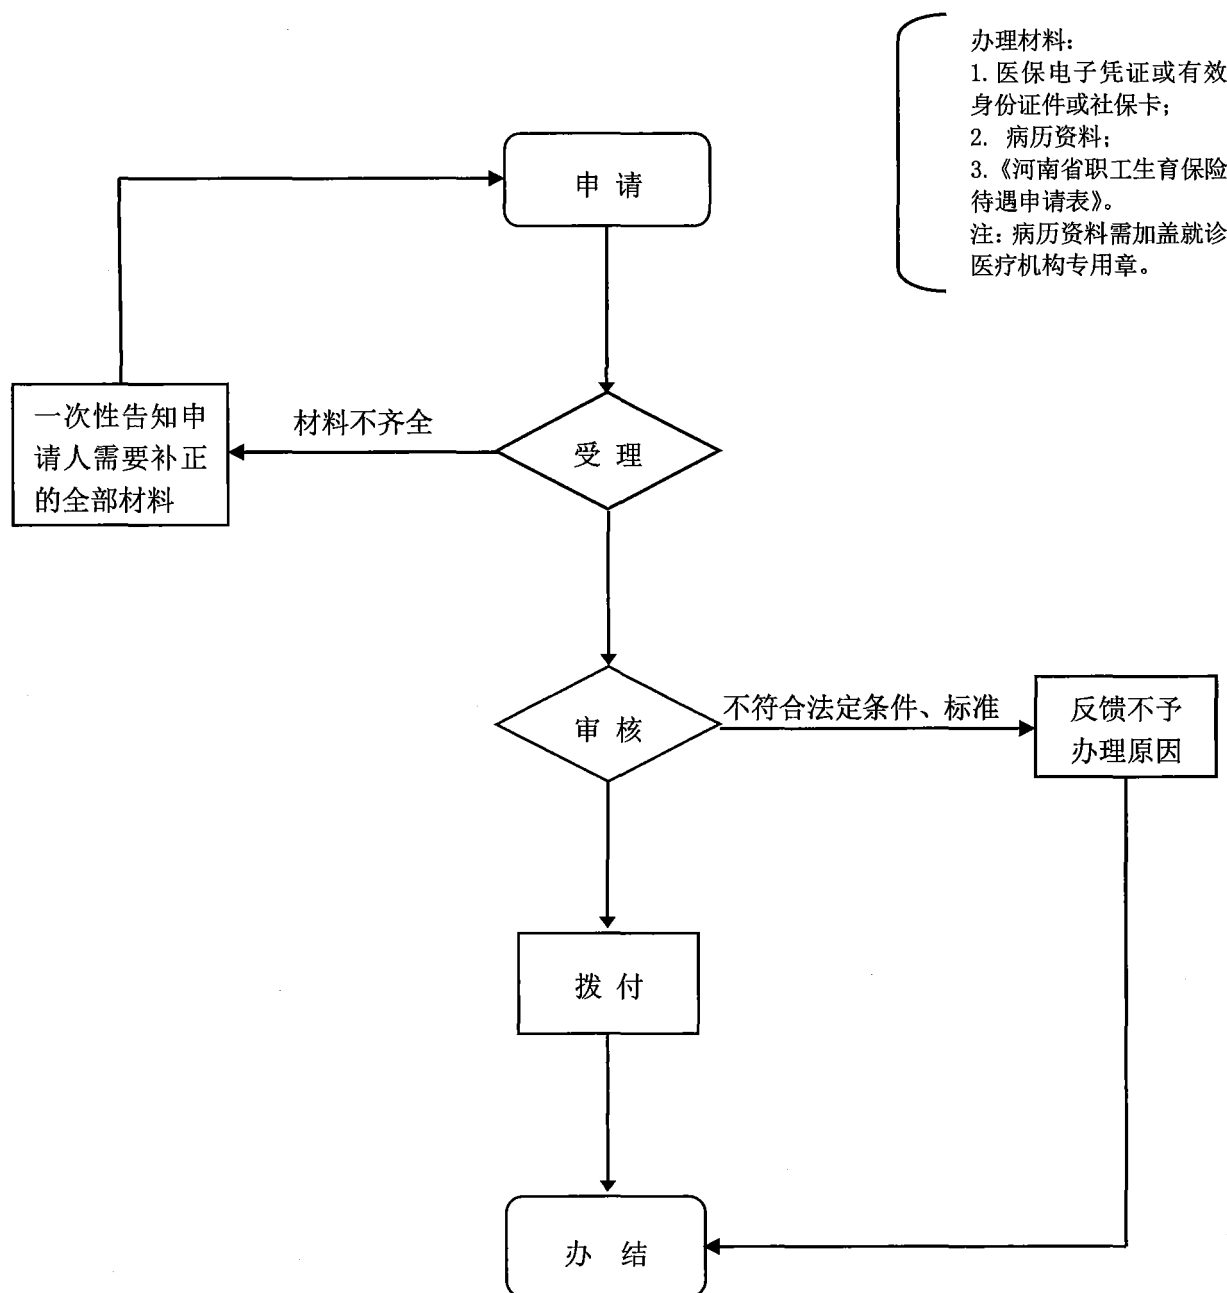 办理材料：
1. 医保电子凭证或有效
身份证件或社保卡；
2. 病历资料；
3.《河南省职工生育保险
待遇申请表》。
注：病历资料需加盖就诊
医疗机构专用章。
申 请
一次性告知申
请人需要补正
的全部材料
材料不齐全
受 理
审 核
不符合法定条件、标准
反馈不予
办理原因
拨 付
办 结